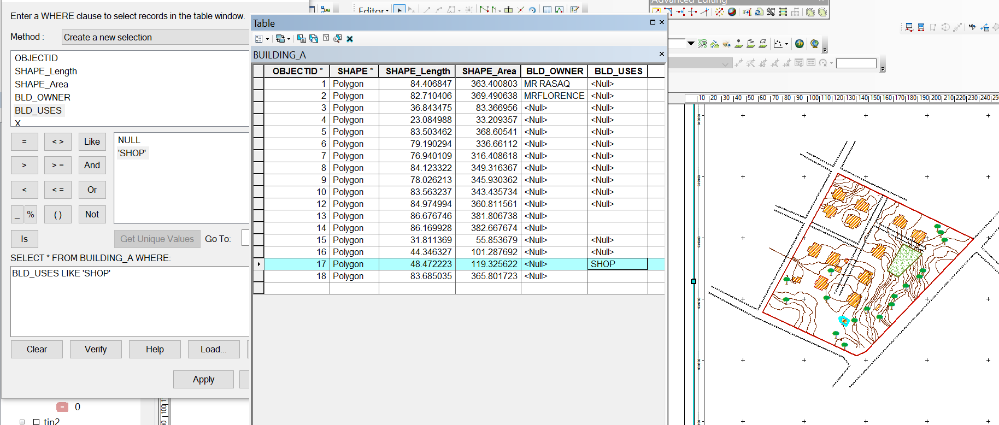 Enter a WHERE clause to select records in the table window.
Method :
Create a new selection
OBJECTID
SHAPE_Length
SHAPE_Area
BLD_OWNER
BLD_USES
X
= < > Like
> > = And
< < = Or
_ % ( ) Not
Is
NULL
'SHOP'
Get Unique Values Go To:
SELECT * FROM BUILDING_A WHERE:
BLD_USES LIKE 'SHOP'
Clear Verify Help Load...
Apply
0
tin2
Editor
Table
BUILDING_A
OBJECTID * SHAPE * SHAPE_Length SHAPE_Area BLD_OWNER BLD_USES
1 Polygon 84.406847 363.400803 MR RASAQ <Null>
2 Polygon 82.710406 369.490638 MRFLORENCE <Null>
3 Polygon 36.843475 83.366956 <Null> <Null>
4 Polygon 23.084988 33.209357 <Null> <Null>
5 Polygon 83.503462 368.60541 <Null> <Null>
6 Polygon 79.190294 336.66112 <Null> <Null>
7 Polygon 76.940109 316.408618 <Null> <Null>
8 Polygon 84.123322 349.316367 <Null> <Null>
9 Polygon 78.026213 345.930362 <Null> <Null>
10 Polygon 83.563237 343.435734 <Null> <Null>
12 Polygon 84.974994 360.811561 <Null> <Null>
13 Polygon 86.676746 381.806738 <Null>
14 Polygon 86.169928 382.667674 <Null>
15 Polygon 31.811369 55.853679 <Null> <Null>
16 Polygon 44.346327 101.287692 <Null> <Null>
17 Polygon 48.472223 119.325622 <Null> SHOP
18 Polygon 83.685035 365.801723 <Null>
Advanced Editing
10 20 30 40 50 60 70 80 90 100 110 120 130 140 150 160 170 180 190 200 210 220 230 240